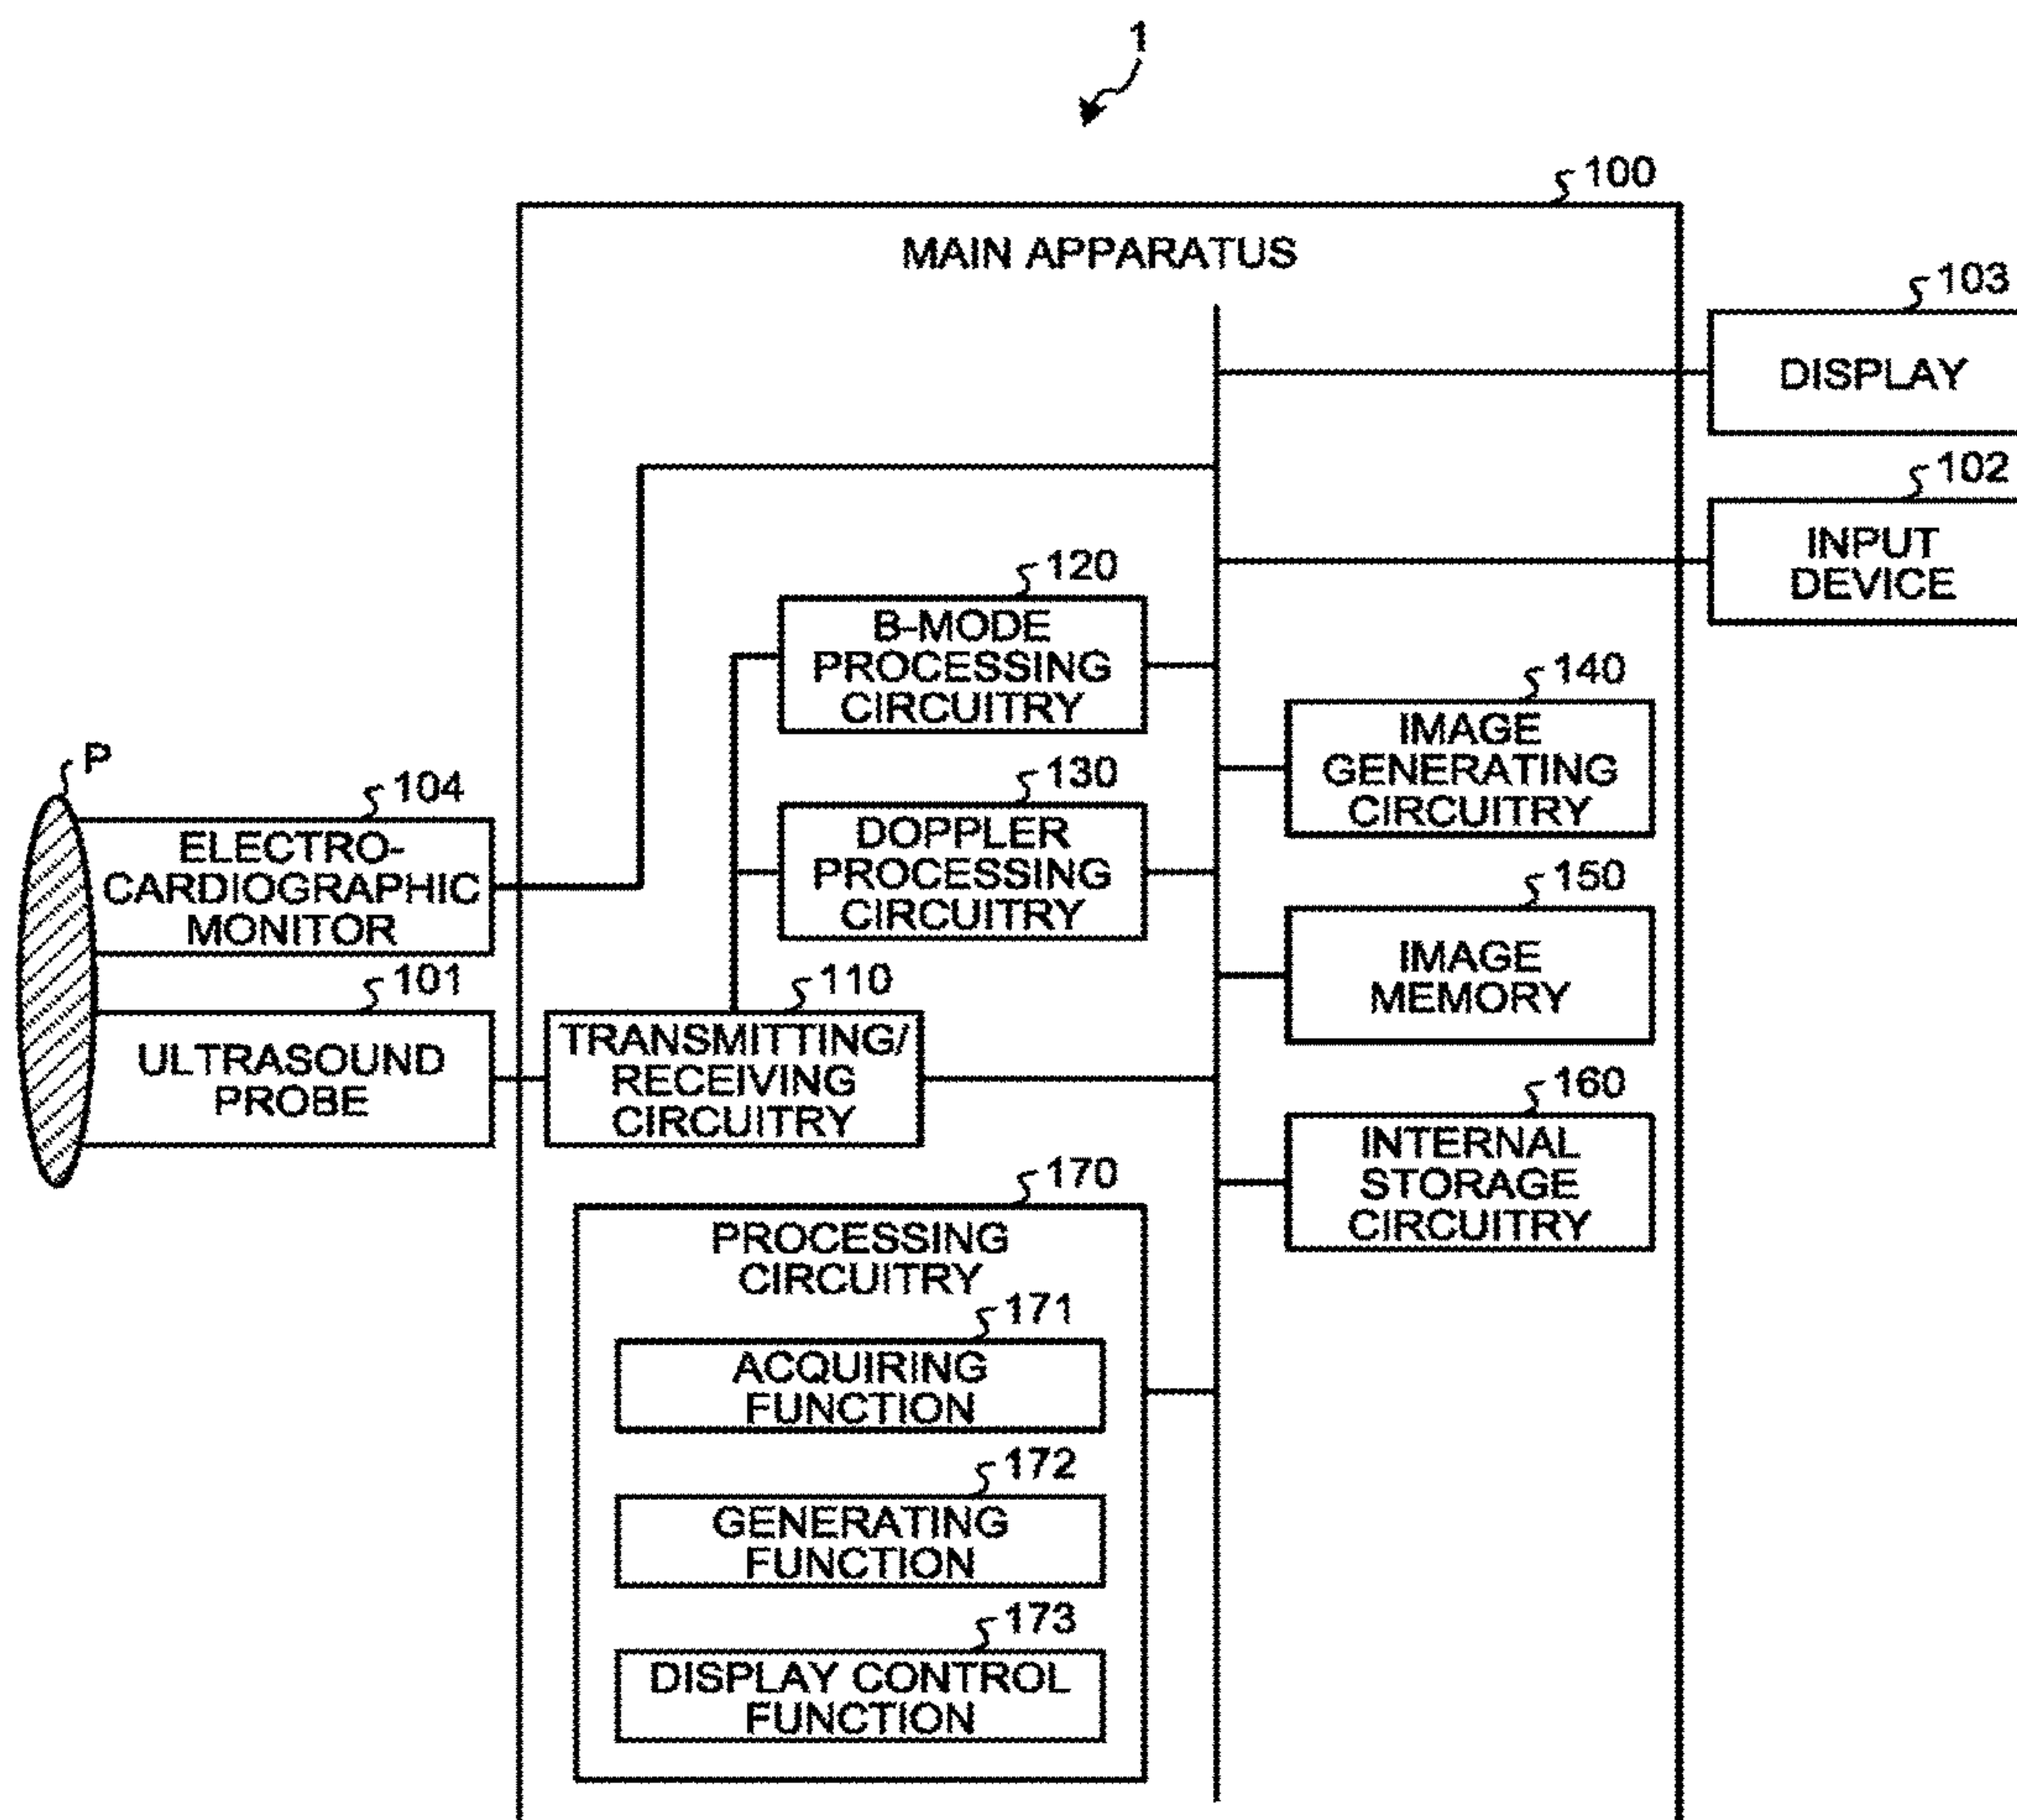 1
100
MAIN APPARATUS
103
DISPLAY
102
INPUT
DEVICE
120
B-MODE
PROCESSING
CIRCUITRY
140
IMAGE
GENERATING
CIRCUITRY
P
104
ELECTRO-
CARDIOGRAPHIC
MONITOR
130
DOPPLER
PROCESSING
CIRCUITRY
150
IMAGE
MEMORY
101
ULTRASOUND
PROBE
110
TRANSMITTING/
RECEIVING
CIRCUITRY
160
INTERNAL
STORAGE
CIRCUITRY
170
PROCESSING
CIRCUITRY
171
ACQUIRING
FUNCTION
172
GENERATING
FUNCTION
173
DISPLAY CONTROL
FUNCTION